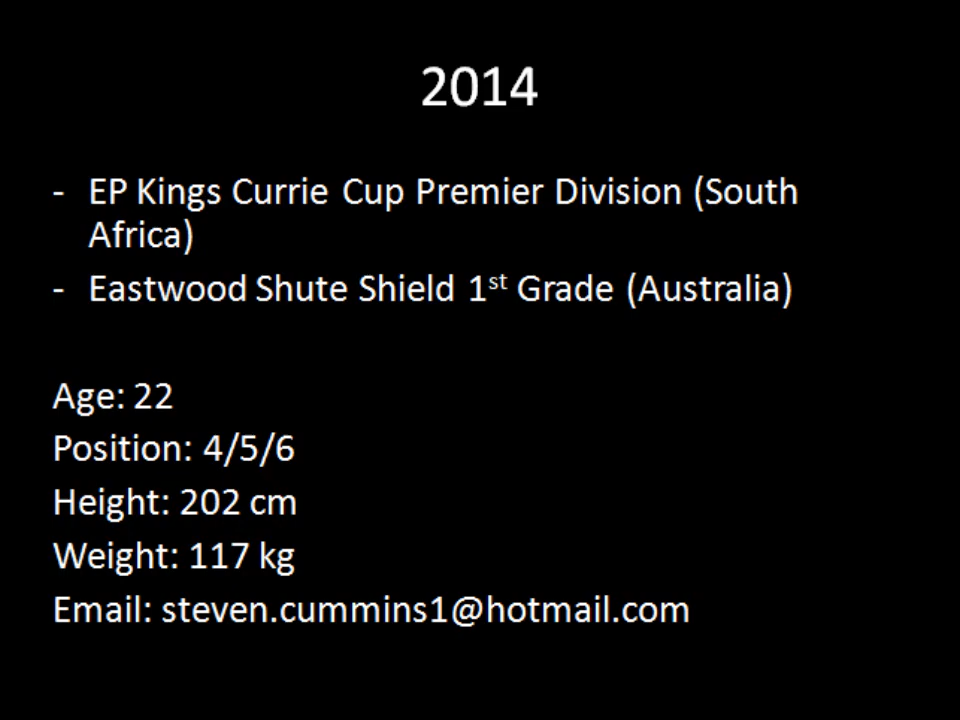 2014
- EP Kings Currie Cup Premier Division (South
Africa)
- Eastwood Shute Shield 1st Grade (Australia)
Age: 22
Position: 4/5/6
Height: 202 cm
Weight: 117 kg
Email: steven.cummins1@hotmail.com